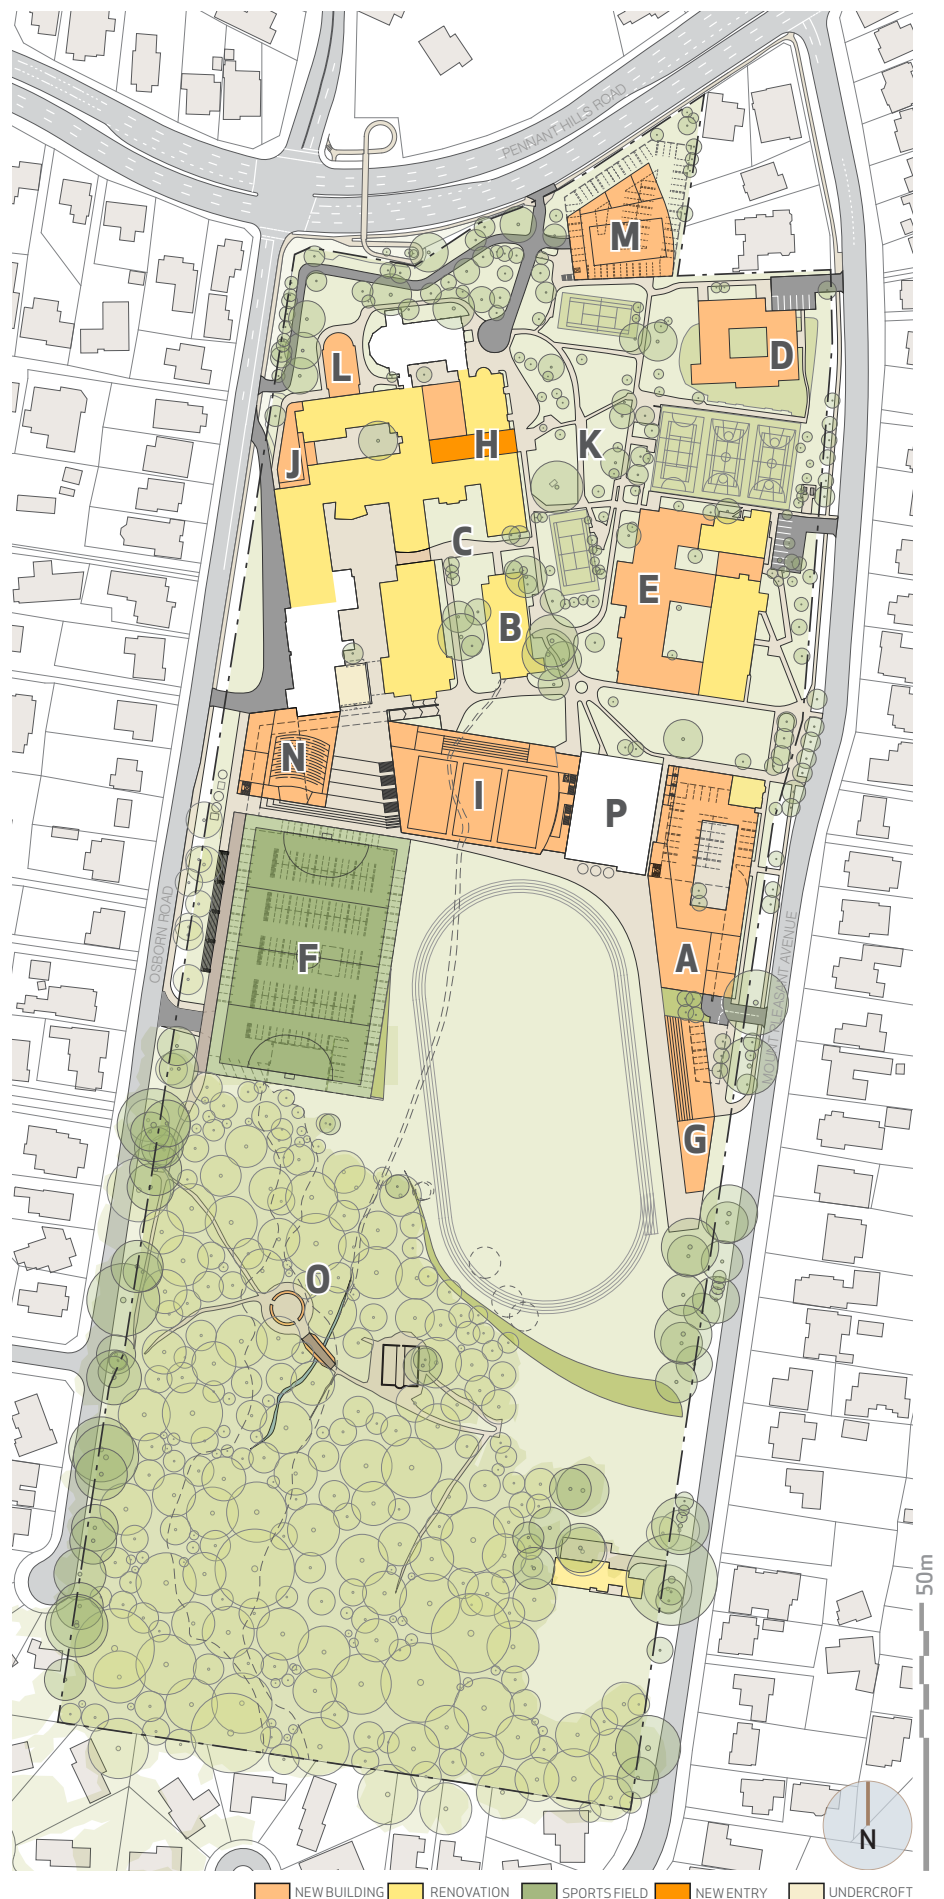 PENNANT HILLS ROAD
M
D
L
H
K
J
C
E
B
N
I
P
OSBORN ROAD
F
A
MOUNT PLEASANT AVENUE
G
O
50m
N
NEW BUILDING
RENOVATION
SPORTS FIELD
NEW ENTRY
UNDERCROFT